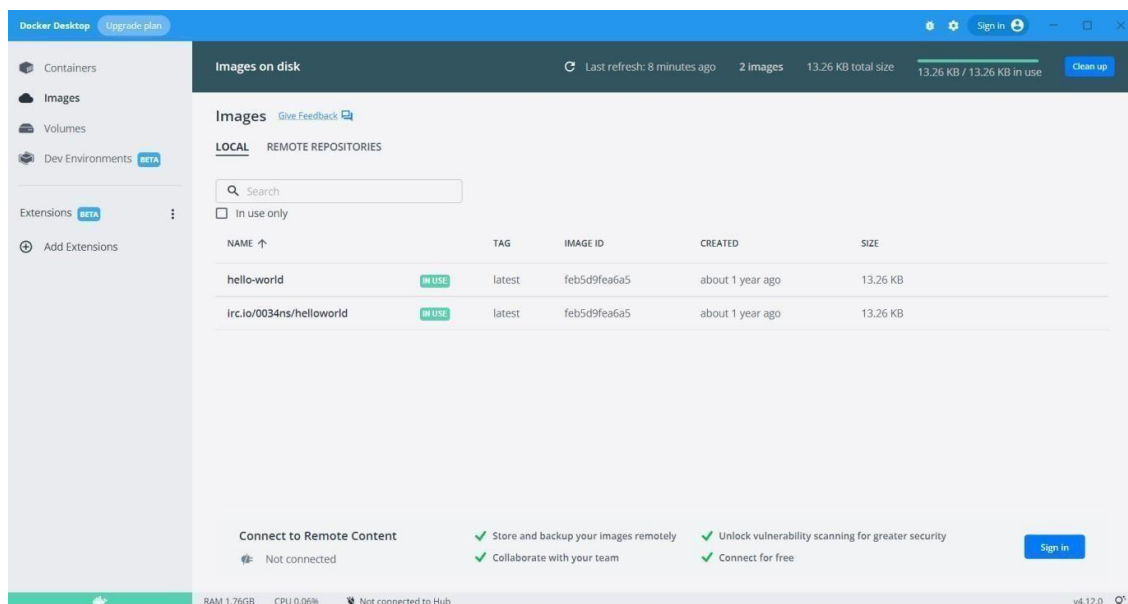 Docker Desktop Upgrade plan Sign in
Containers
Images
Volumes
Dev Environments BETA
Extensions BETA
Add Extensions
Images on disk Last refresh: 8 minutes ago 2 images 13.26 KB total size 13.26 KB / 13.26 KB in use Clean up
Images Give Feedback
LOCAL REMOTE REPOSITORIES
Search
In use only
NAME TAG IMAGE ID CREATED SIZE
hello-world IN USE latest feb5d9fea6a5 about 1 year ago 13.26 KB
irc.io/0034ns/helloworld IN USE latest feb5d9fea6a5 about 1 year ago 13.26 KB
Connect to Remote Content
Not connected
Store and backup your images remotely
Collaborate with your team
Unlock vulnerability scanning for greater security
Connect for free
Sign in
RAM 1.76GB CPU 0.06% Not connected to Hub v4.12.0